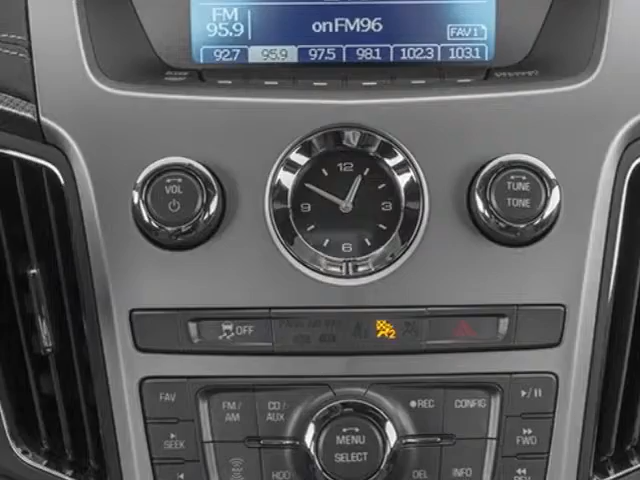 FM
95.9
onFM96
FAV1
92.7 95.9 97.5 98.1 102.3 103.1
VOL
12
9 3
6
TUNE
TONE
OFF
2
FAV
FM/
AM
CD/
AUX
REC
CONFIG
SEEK
MENU
SELECT
FWD
DEL
INFO